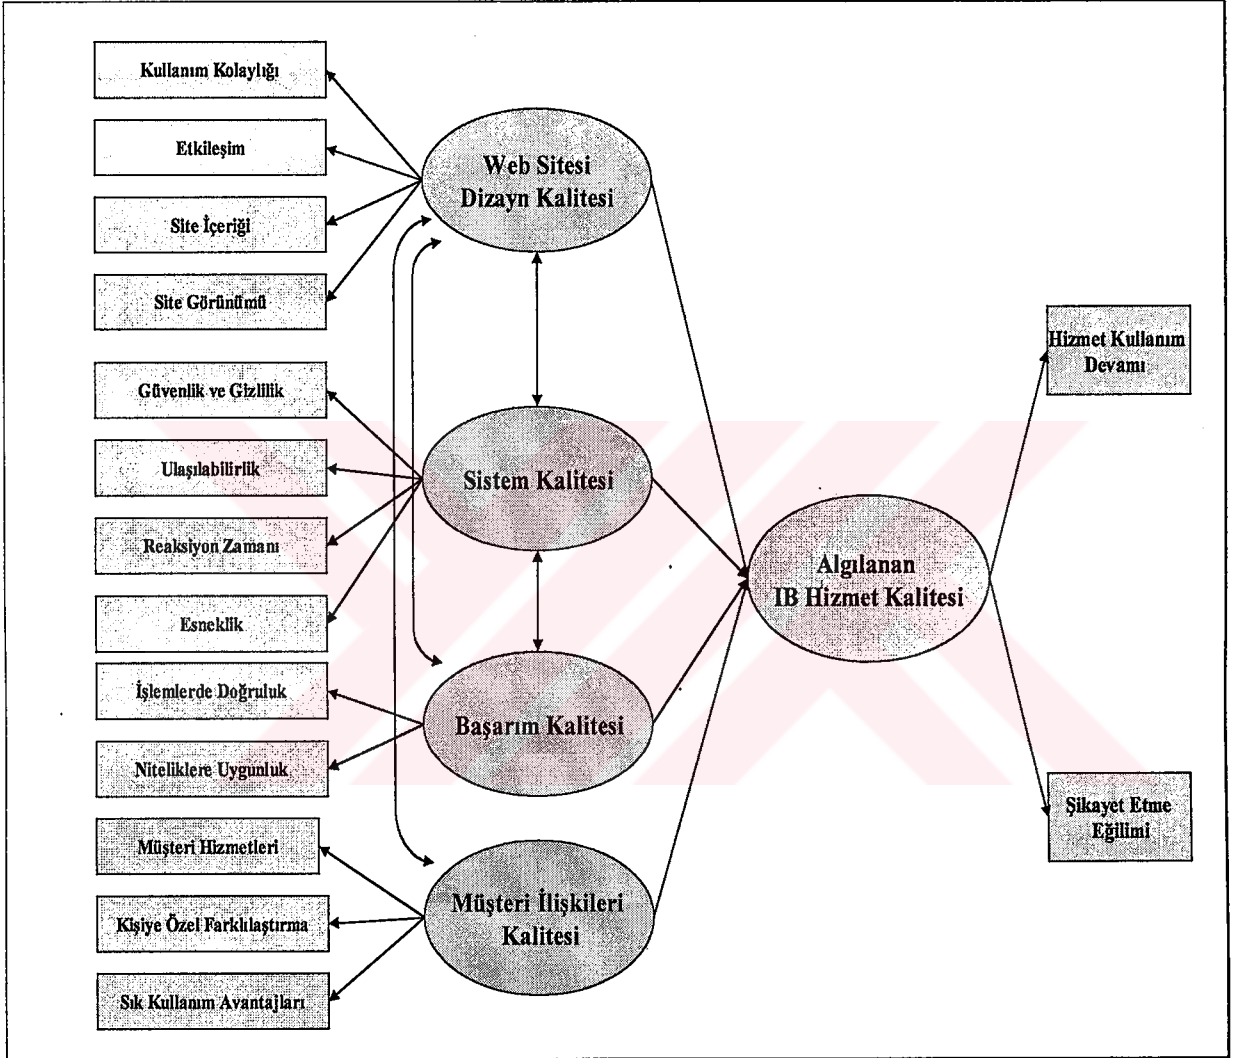 Kullanım Kolaylığı
Etkileşim
Site İçeriği
Site Görünümü
Güvenlik ve Gizlilik
Ulaşılabilirlik
Reaksiyon Zamanı
Esneklik
İşlemlerde Doğruluk
Niteliklere Uygunluk
Müşteri Hizmetleri
Kişiye Özel Farklılaştırma
Sık Kullanım Avantajları
Web Sitesi
Dizayn Kalitesi
Sistem Kalitesi
Başarım Kalitesi
Müşteri İlişkileri
Kalitesi
Algılanan
IB Hizmet Kalitesi
Hizmet Kullanım
Devamı
Şikayet Etme
Eğilimi